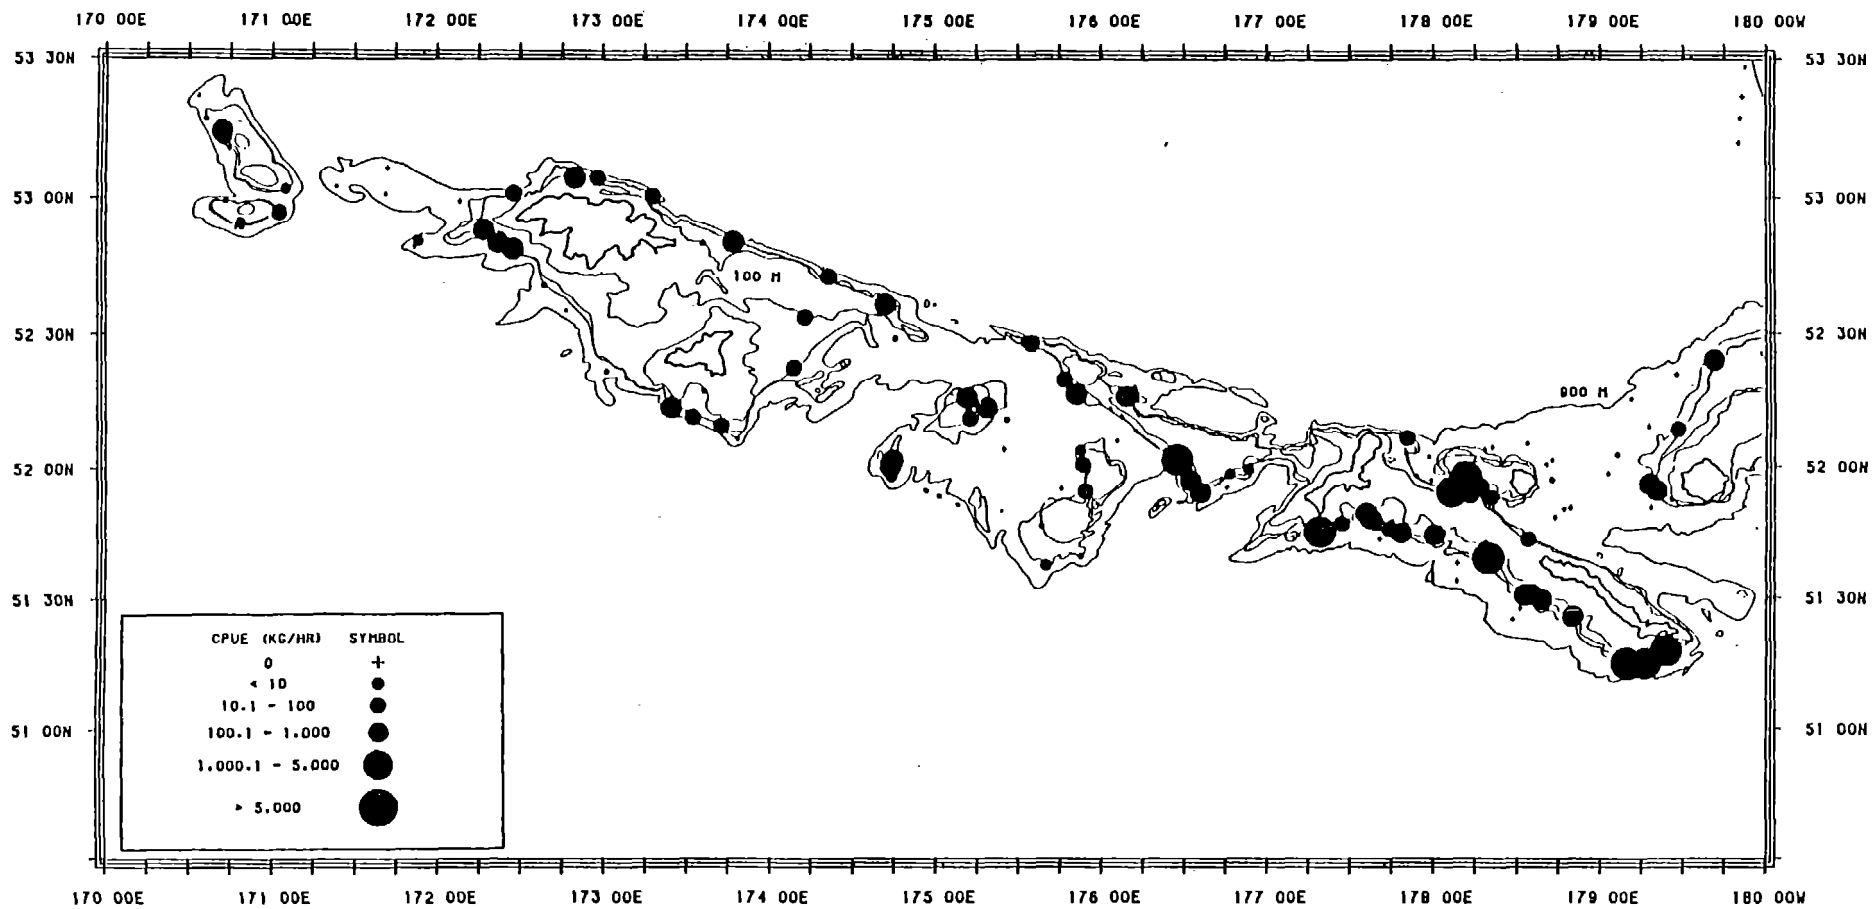 170 00E 171 00E 172 00E 173 00E 174 00E 175 00E 176 00E 177 00E 178 00E 179 00E 180 00W
53 30N 53 30N
53 00N 53 00N
100 M
52 30N 52 30N
900 M
52 00N 52 00N
51 30N 51 30N
CPUE (KG/HR) SYMBOL
0 +
< 10
10.1 - 100
51 00N 51 00N
100.1 - 1.000
1.000.1 - 5.000
> 5.000
170 00E 171 00E 172 00E 173 00E 174 00E 175 00E 176 00E 177 00E 178 00E 179 00E 180 00W